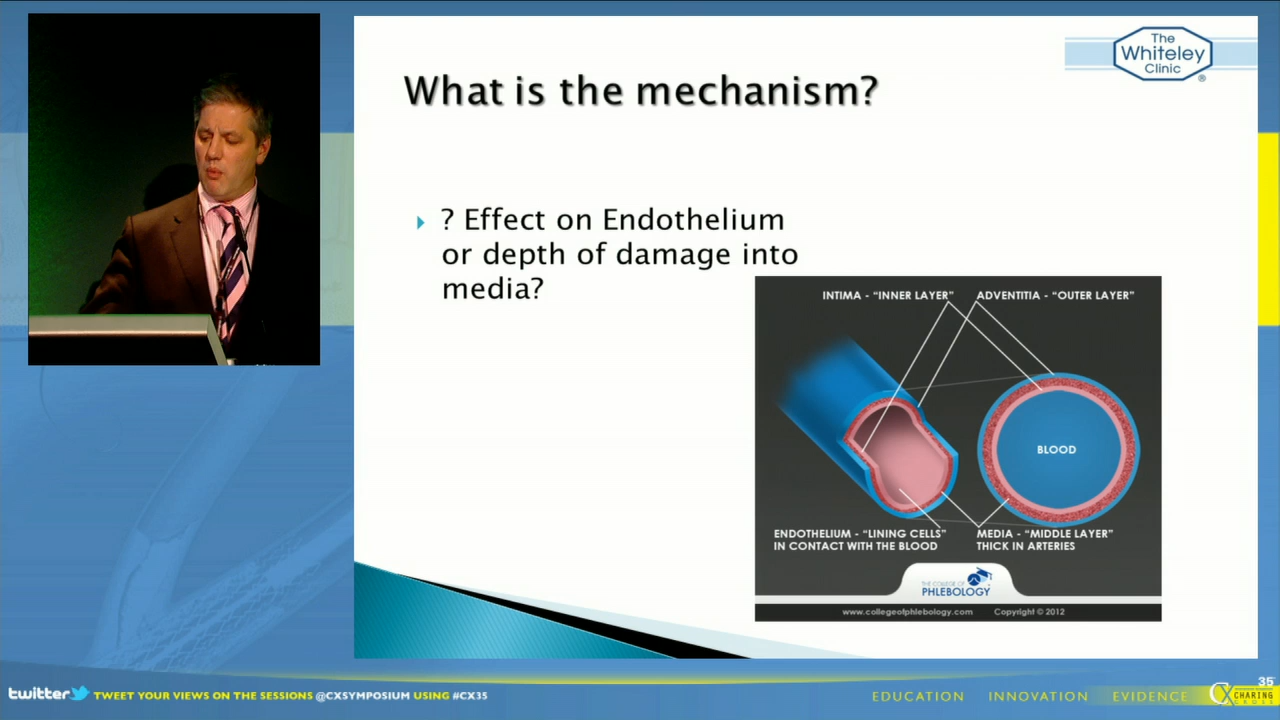 The
Whiteley
Clinic
®
What is the mechanism?
? Effect on Endothelium
or depth of damage into
media?
INTIMA - “INNER LAYER”
ADVENTITIA - “OUTER LAYER”
BLOOD
ENDOTHELIUM - “LINING CELLS”
IN CONTACT WITH THE BLOOD
MEDIA - “MIDDLE LAYER”
THICK IN ARTERIES
THE COLLEGE OF
PHLEBOLOGY
www.collegeofphlebology.com
Copyright © 2012
twitter
TWEET YOUR VIEWS ON THE SESSIONS @CXSYMPOSIUM USING #CX35
EDUCATION INNOVATION EVIDENCE
35
CX
CHARING
CROSS